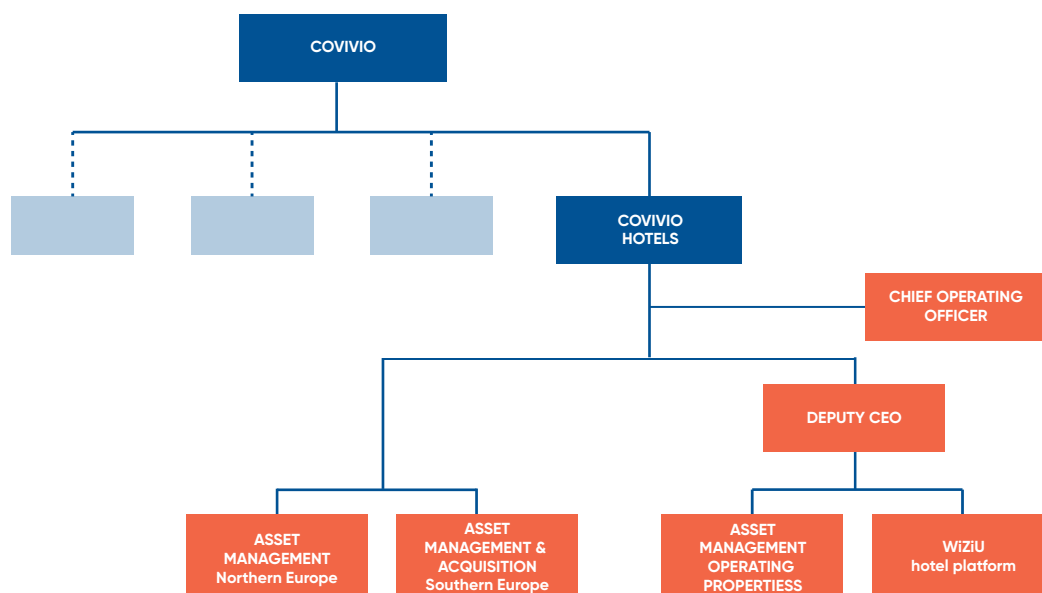 COVIVIO
COVIVIO
HOTELS
CHIEF OPERATING
OFFICER
DEPUTY CEO
ASSET
MANAGEMENT
Northern Europe
ASSET
MANAGEMENT &
ACQUISITION
Southern Europe
ASSET
MANAGEMENT
OPERATING
PROPERTIESS
WiZiU
hotel platform